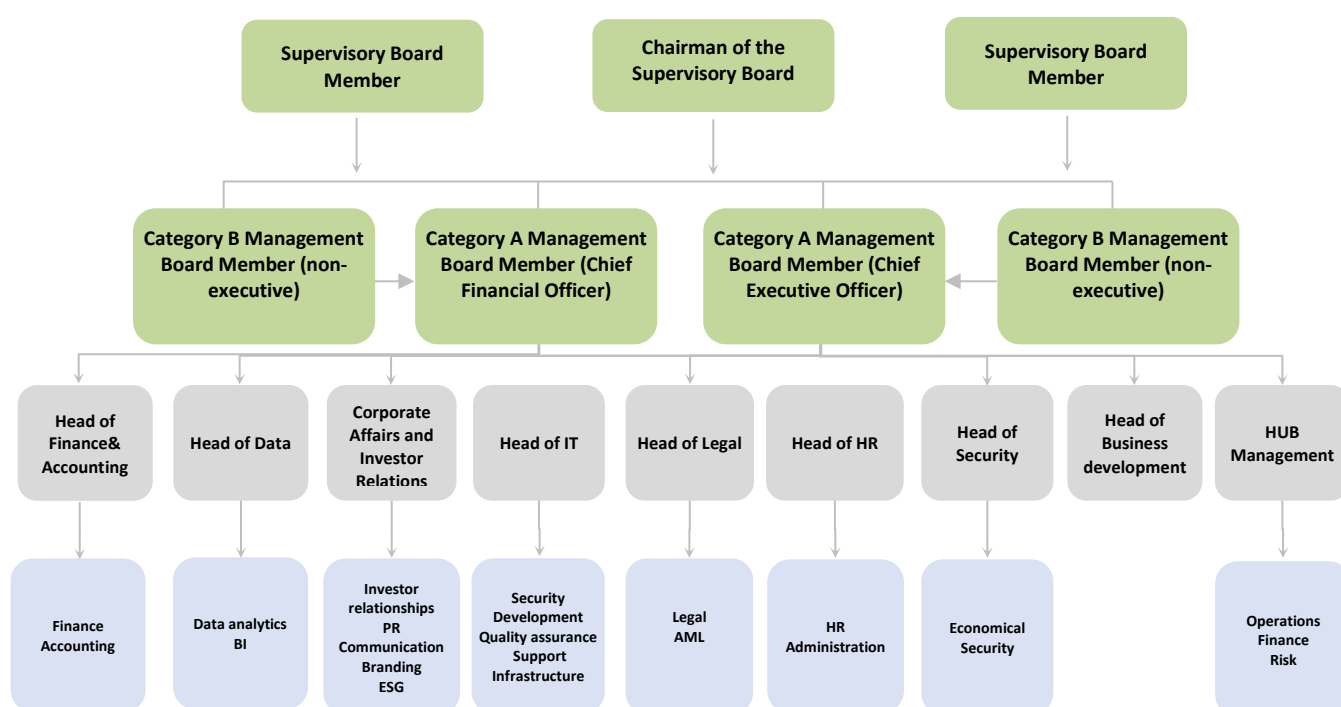 Supervisory Board
Member
Chairman of the
Supervisory Board
Supervisory Board
Member
Category B Management
Board Member (non-
executive)
Category A Management
Board Member (Chief
Financial Officer)
Category A Management
Board Member (Chief
Executive Officer)
Category B Management
Board Member (non-
executive)
Head of
Finance&
Accounting
Head of Data
Corporate
Affairs and
Investor
Relations
Head of IT
Head of Legal
Head of HR
Head of
Security
Head of
Business
development
HUB
Management
Finance
Accounting
Data analytics
BI
Investor
relationships
PR
Communication
Branding
ESG
Security
Development
Quality assurance
Support
Infrastructure
Legal
AML
HR
Administration
Economical
Security
Operations
Finance
Risk